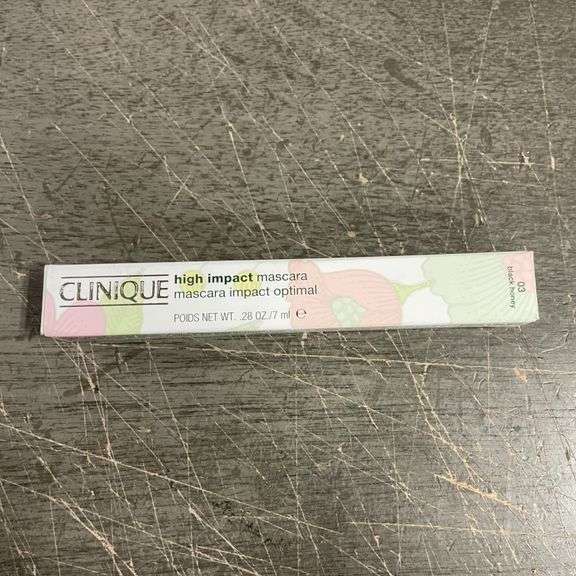 CLINIQUE
high impact mascara
mascara impact optimal
POIDS NET WT. .28 OZ./7 ml ℮
03
black honey